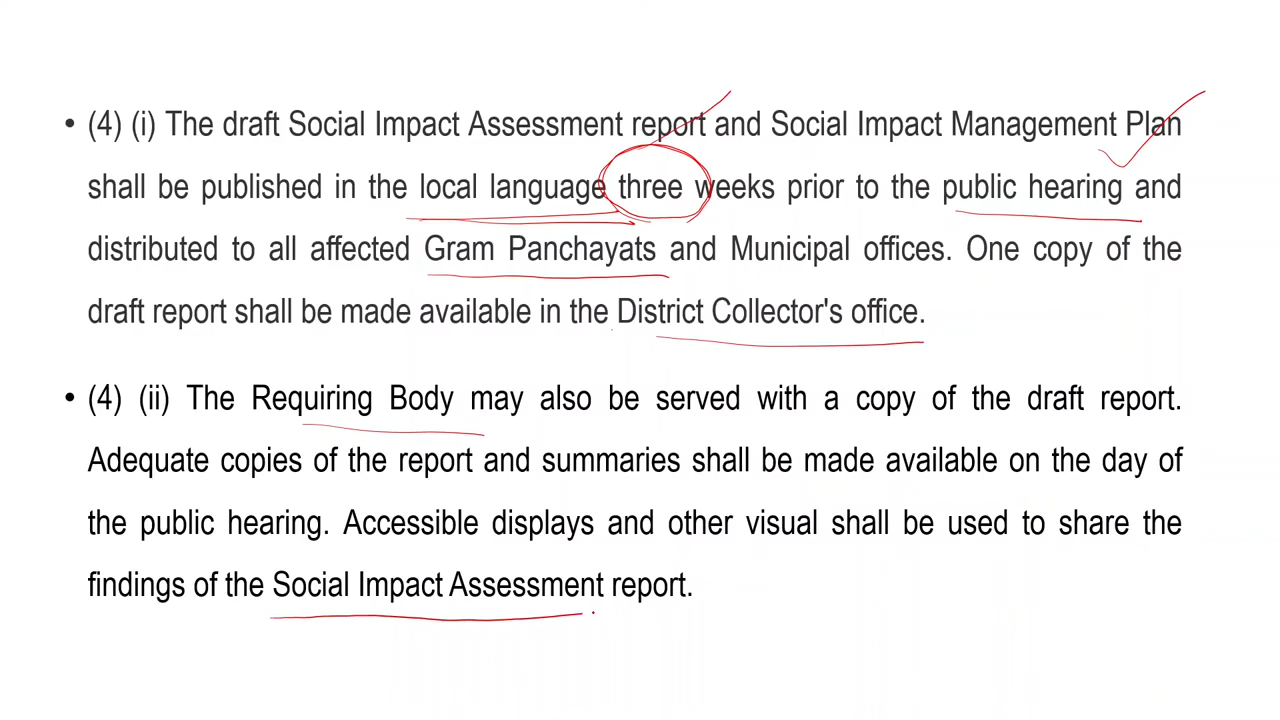 • (4) (i) The draft Social Impact Assessment report and Social Impact Management Plan
shall be published in the local language three weeks prior to the public hearing and
distributed to all affected Gram Panchayats and Municipal offices. One copy of the
draft report shall be made available in the District Collector's office.
• (4) (ii) The Requiring Body may also be served with a copy of the draft report.
Adequate copies of the report and summaries shall be made available on the day of
the public hearing. Accessible displays and other visual shall be used to share the
findings of the Social Impact Assessment report.